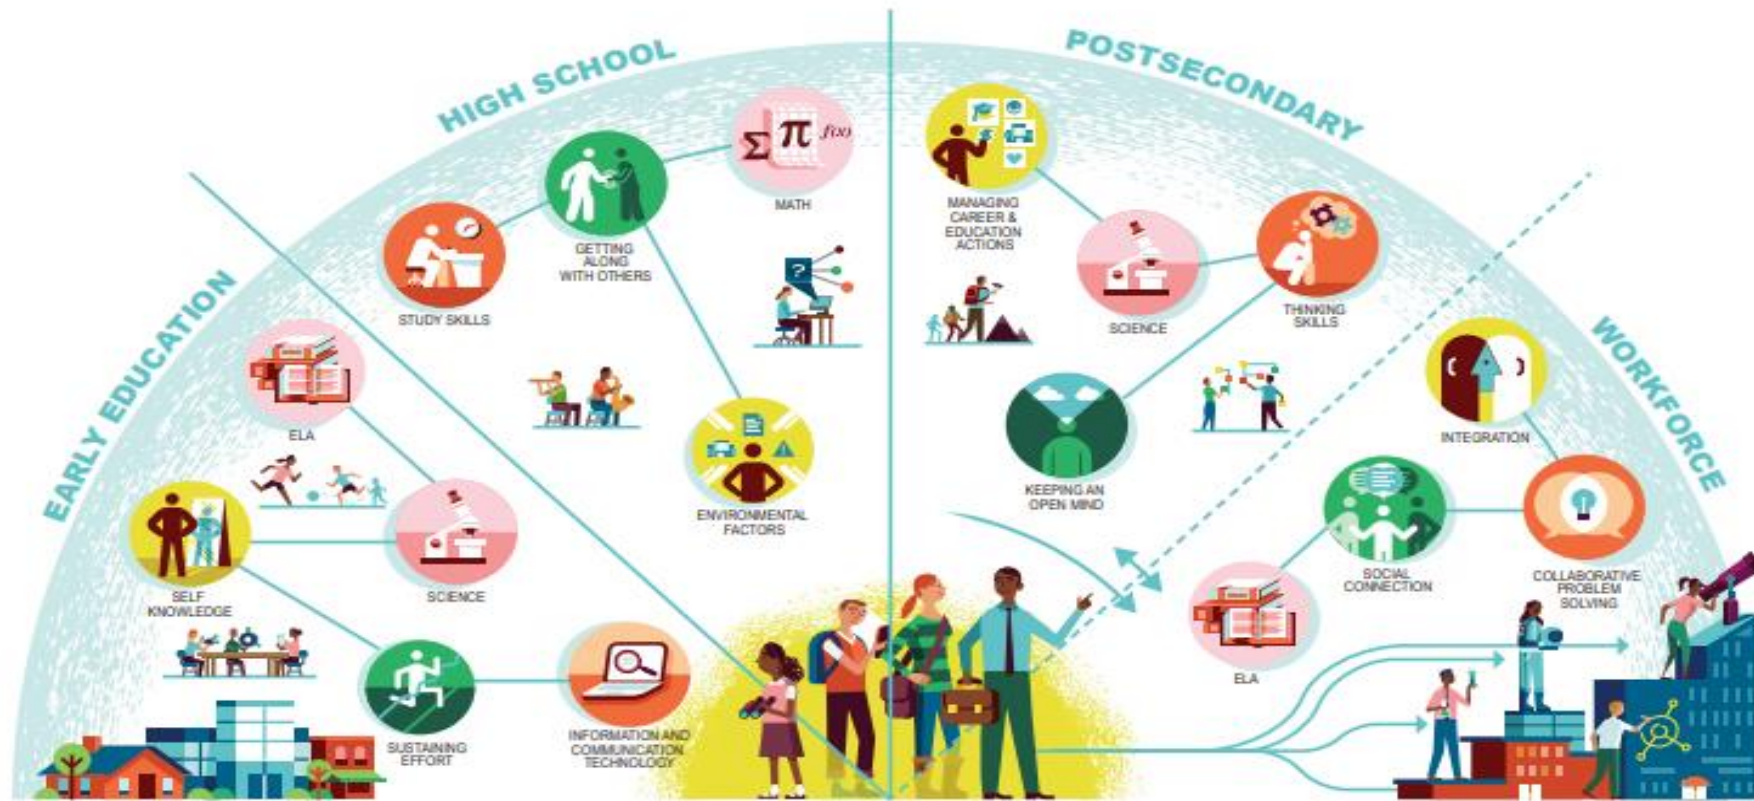 HIGH SCHOOL
POSTSECONDARY
EARLY EDUCATION
WORKFORCE
Σ π f(x)
MATH
MANAGING
CAREER &
EDUCATION
ACTIONS
GETTING
ALONG
WITH OTHERS
STUDY SKILLS
?
SCIENCE
THINKING
SKILLS
ELA
INTEGRATION
KEEPING AN
OPEN MIND
ENVIRONMENTAL
FACTORS
SELF
KNOWLEDGE
SCIENCE
SOCIAL
CONNECTION
COLLABORATIVE
PROBLEM
SOLVING
ELA
SUSTAINING
EFFORT
INFORMATION AND
COMMUNICATION
TECHNOLOGY